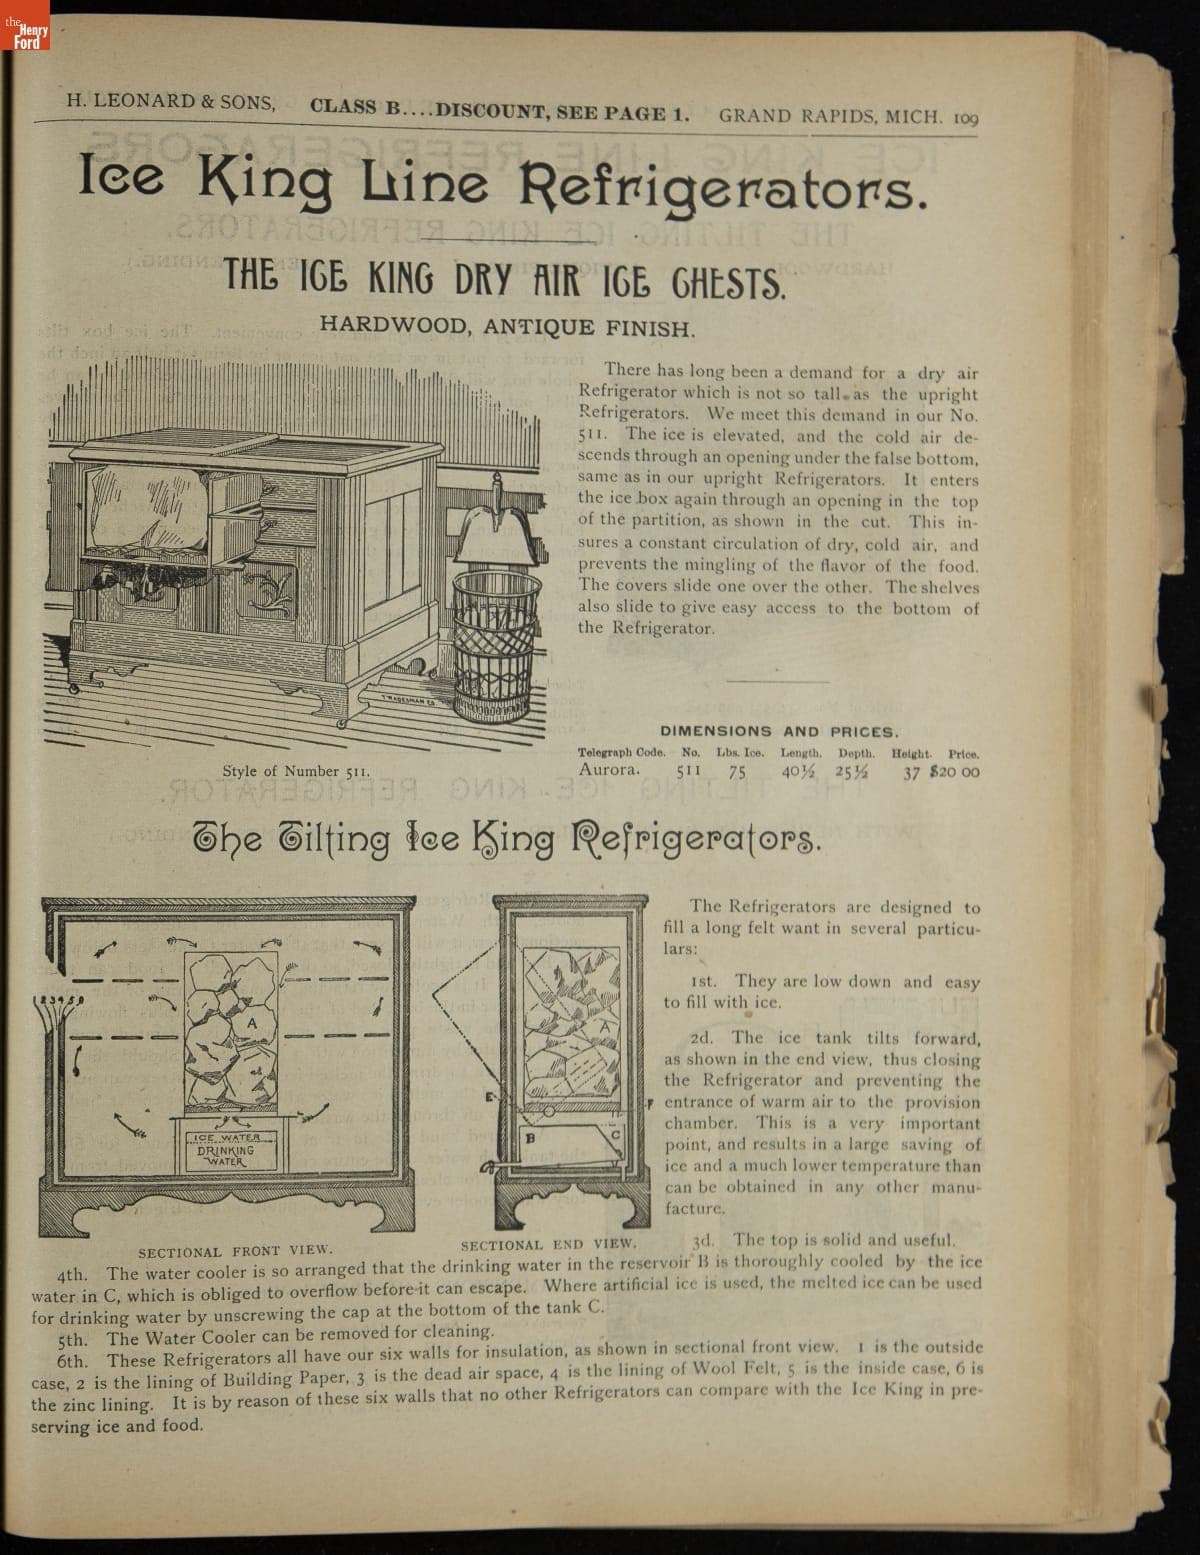 the
Henry
Ford
H. LEONARD & SONS, CLASS B....DISCOUNT, SEE PAGE 1. GRAND RAPIDS, MICH. 109
Ice King Line Refrigerators.
THE ICE KING DRY AIR ICE CHESTS.
HARDWOOD, ANTIQUE FINISH.
There has long been a demand for a dry air
Refrigerator which is not so tall as the upright
Refrigerators. We meet this demand in our No.
511. The ice is elevated, and the cold air de-
scends through an opening under the false bottom,
same as in our upright Refrigerators. It enters
the ice box again through an opening in the top
of the partition, as shown in the cut. This in-
sures a constant circulation of dry, cold air, and
prevents the mingling of the flavor of the food.
The covers slide one over the other. The shelves
also slide to give easy access to the bottom of
the Refrigerator.
TRADESMAN CO.
Style of Number 511.
DIMENSIONS AND PRICES.
Telegraph Code. No. Lbs. Ice. Length. Depth. Height. Price.
Aurora. 511 75 40½ 25½ 37 $20 00
The Tilting Ice King Refrigerators.
1 2 3 4 5 6
A
ICE WATER
DRINKING
WATER
SECTIONAL FRONT VIEW.
A
E
F
B
C
SECTIONAL END VIEW.
The Refrigerators are designed to
fill a long felt want in several particu-
lars:
1st. They are low down and easy
to fill with ice.
2d. The ice tank tilts forward,
as shown in the end view, thus closing
the Refrigerator and preventing the
entrance of warm air to the provision
chamber. This is a very important
point, and results in a large saving of
ice and a much lower temperature than
can be obtained in any other manu-
facture.
3d. The top is solid and useful.
4th. The water cooler is so arranged that the drinking water in the reservoir B is thoroughly cooled by the ice
water in C, which is obliged to overflow before it can escape. Where artificial ice is used, the melted ice can be used
for drinking water by unscrewing the cap at the bottom of the tank C.
5th. The Water Cooler can be removed for cleaning.
6th. These Refrigerators all have our six walls for insulation, as shown in sectional front view. 1 is the outside
case, 2 is the lining of Building Paper, 3 is the dead air space, 4 is the lining of Wool Felt, 5 is the inside case, 6 is
the zinc lining. It is by reason of these six walls that no other Refrigerators can compare with the Ice King in pre-
serving ice and food.